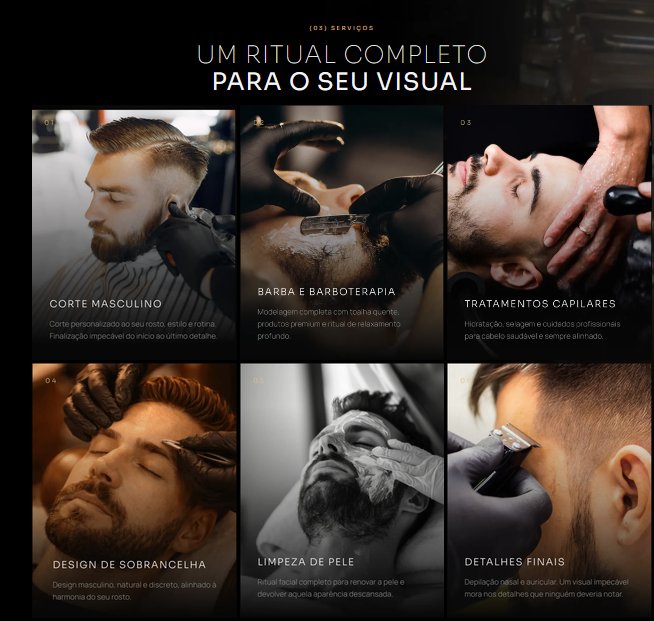 (03) SERVIÇOS
UM RITUAL COMPLETO
PARA O SEU VISUAL
01
02
03
CORTE MASCULINO
Corte personalizado ao seu rosto, estilo e rotina.
Finalização impecável do início ao último detalhe.
BARBA E BARBOTERAPIA
Modelagem completa com toalha quente,
produtos premium e ritual de relaxamento
profundo.
TRATAMENTOS CAPILARES
Hidratação, selagem e cuidados profissionais
para cabelo saudável e sempre alinhado.
04
05
DESIGN DE SOBRANCELHA
Design masculino, natural e discreto, alinhado à
harmonia do seu rosto.
LIMPEZA DE PELE
Ritual facial completo para renovar a pele e
devolver aquela aparência descansada.
DETALHES FINAIS
Depilação nasal e auricular. Um visual impecável
mora nos detalhes que ninguém deveria notar.